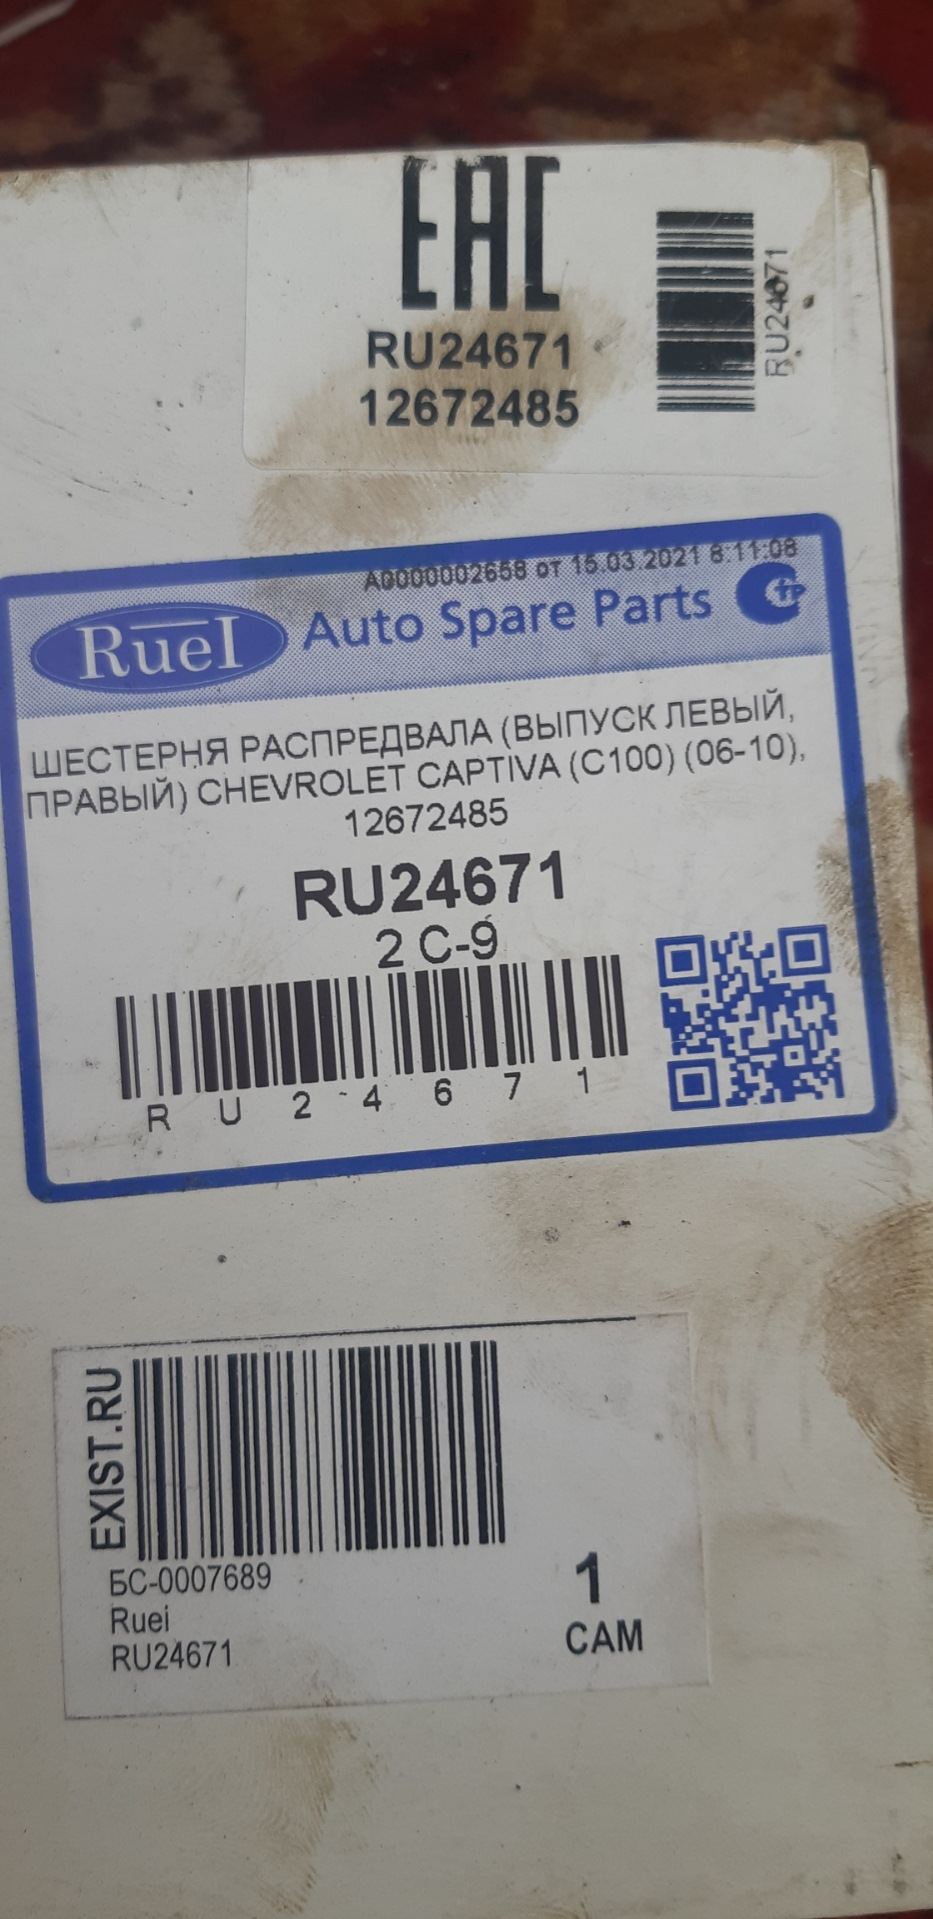 EAC
RU24671
12672485
RU24671
A0000002658 от 15.03.2021 8:11:08
RueI Auto Spare Parts
ШЕСТЕРНЯ РАСПРЕДВАЛА (ВЫПУСК ЛЕВЫЙ,
ПРАВЫЙ) CHEVROLET CAPTIVA (C100) (06-10),
12672485
RU24671
2 C-9
R U 2 4 6 7 1
EXIST.RU
БС-0007689
Ruei
RU24671
1
САМ